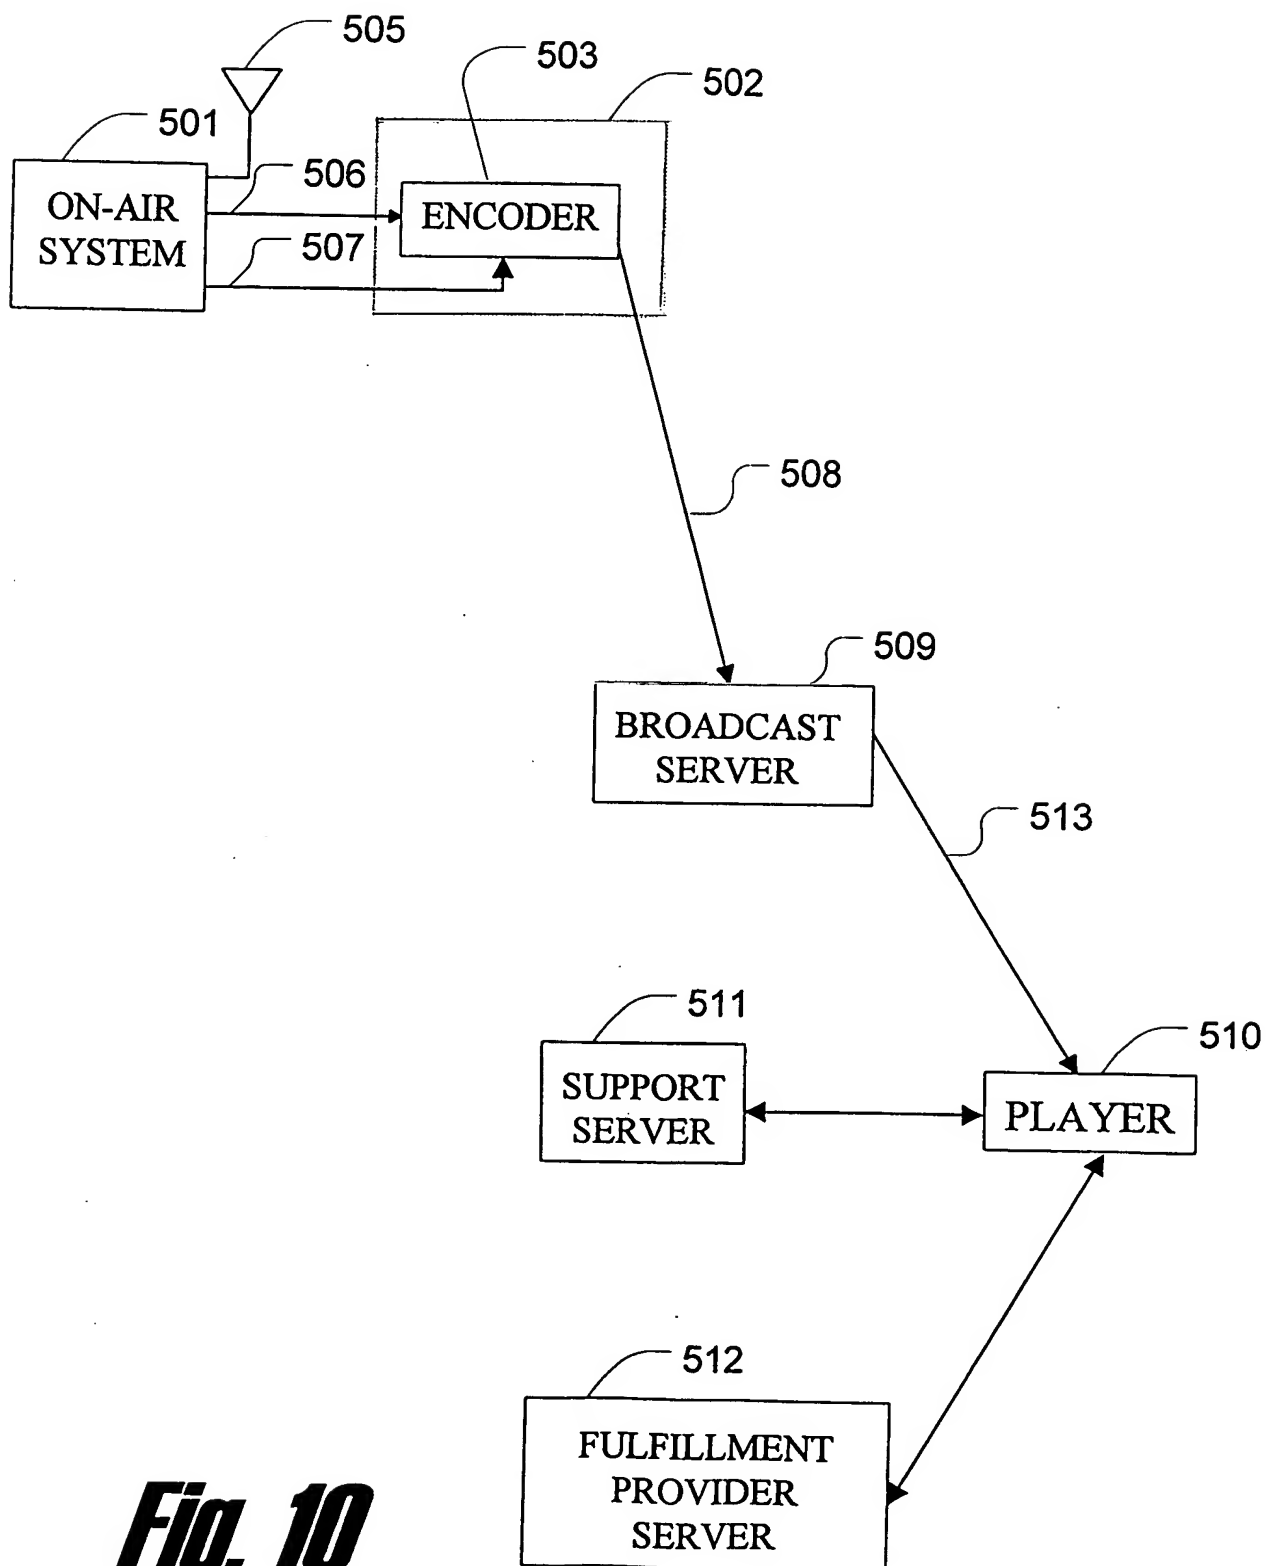 505
503
502
501
506
ON-AIR
SYSTEM
ENCODER
507
508
509
BROADCAST
SERVER
513
511
510
SUPPORT
SERVER
PLAYER
512
FULFILLMENT
PROVIDER
SERVER
Fig. 10